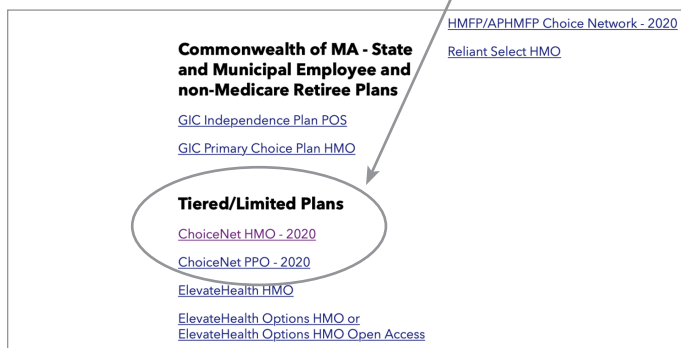 Commonwealth of MA - State
and Municipal Employee and
non-Medicare Retiree Plans
GIC Independence Plan POS
GIC Primary Choice Plan HMO
Tiered/Limited Plans
ChoiceNet HMO - 2020
ChoiceNet PPO - 2020
ElevateHealth HMO
ElevateHealth Options HMO or
ElevateHealth Options HMO Open Access
HMFP/APHMFP Choice Network - 2020
Reliant Select HMO